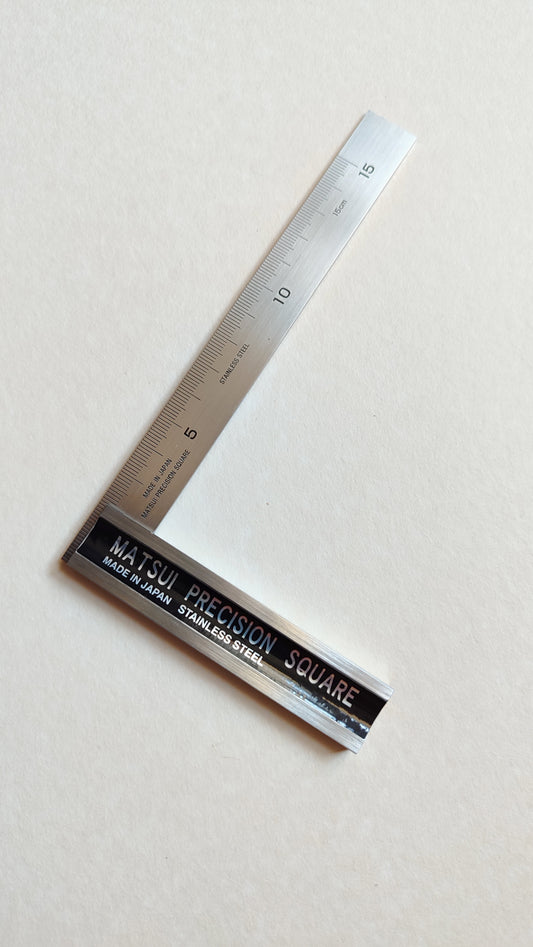 15
15cm
10
STAINLESS STEEL
5
MADE IN JAPAN
MATSUI PRECISION SQUARE
MATSUI PRECISION SQUARE
MADE IN JAPAN STAINLESS STEEL